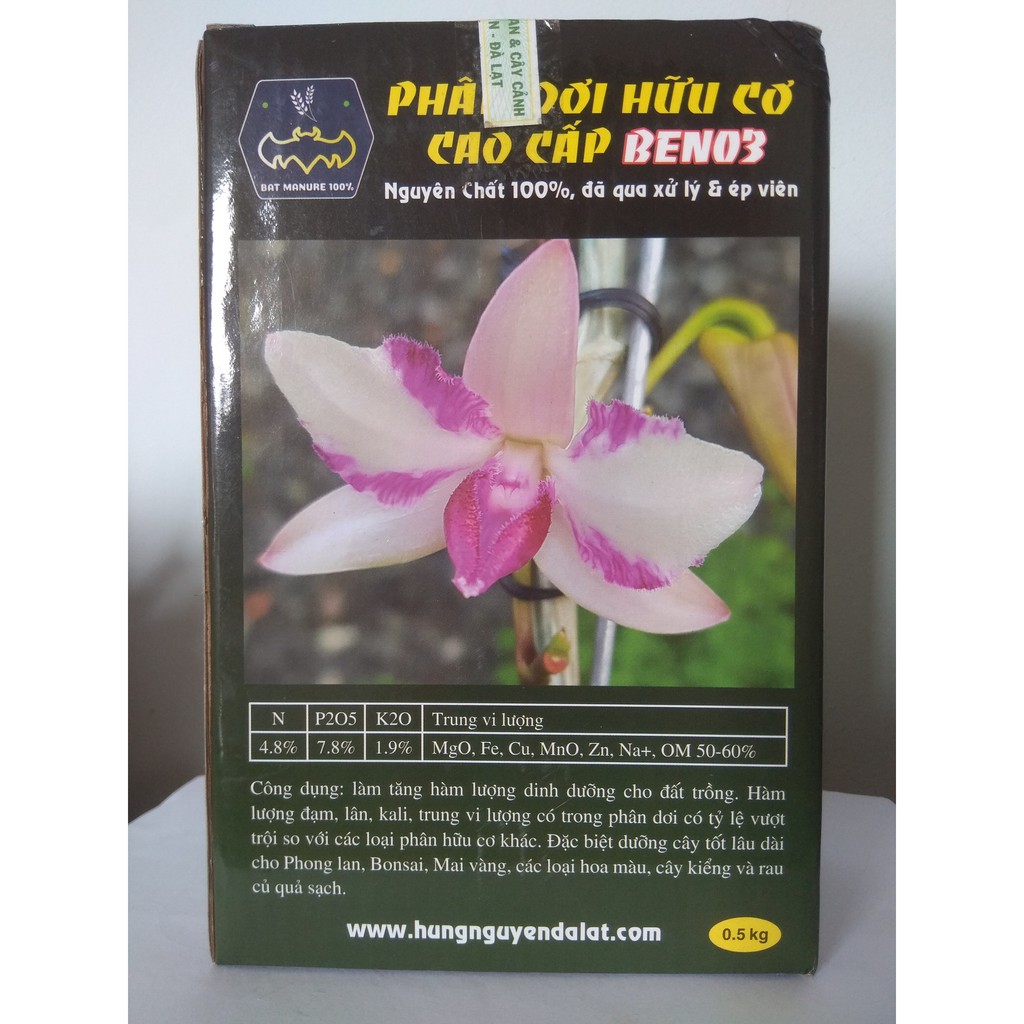 AN & CÂY CẢNH
N - ĐÀ LẠT
HỮU CƠ
CAO CẤP BEN03
BAT MANURE 100%
Nguyên Chất 100%, đã qua xử lý & ép viên
N P2O5 K2O Trung vi lượng
4.8% 7.8% 1.9% MgO, Fe, Cu, MnO, Zn, Na+, OM 50-60%
Công dụng: làm tăng hàm lượng dinh dưỡng cho đất trồng. Hàm
lượng đạm, lân, kali, trung vi lượng có trong phân dơi có tỷ lệ vượt
trội so với các loại phân hữu cơ khác. Đặc biệt dưỡng cây tốt lâu dài
cho Phong lan, Bonsai, Mai vàng, các loại hoa màu, cây kiểng và rau
củ quả sạch.
www.hungnguyendalat.com
0.5 kg